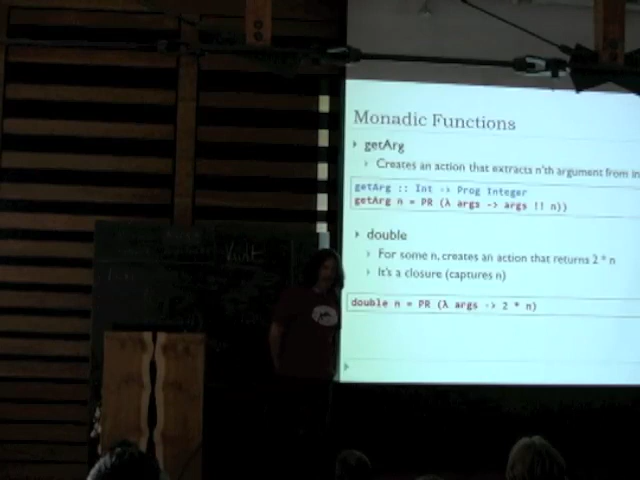 Monadic Functions
getArg
Creates an action that extracts n'th argument from in
getArg :: Int -> Prog Integer
getArg n = PR (λ args -> args !! n))
double
For some n, creates an action that returns 2 * n
It's a closure (captures n)
double n = PR (λ args -> 2 * n)